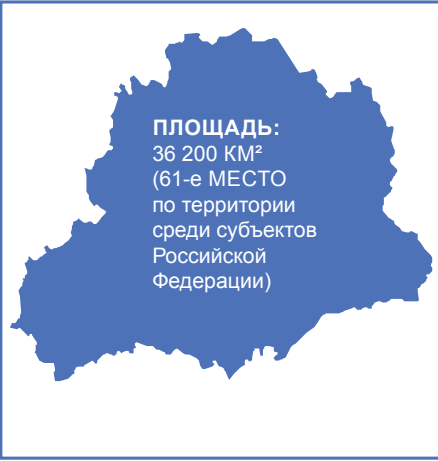 ПЛОЩАДЬ:
36 200 КМ²
(61-е МЕСТО
по территории
среди субъектов
Российской
Федерации)